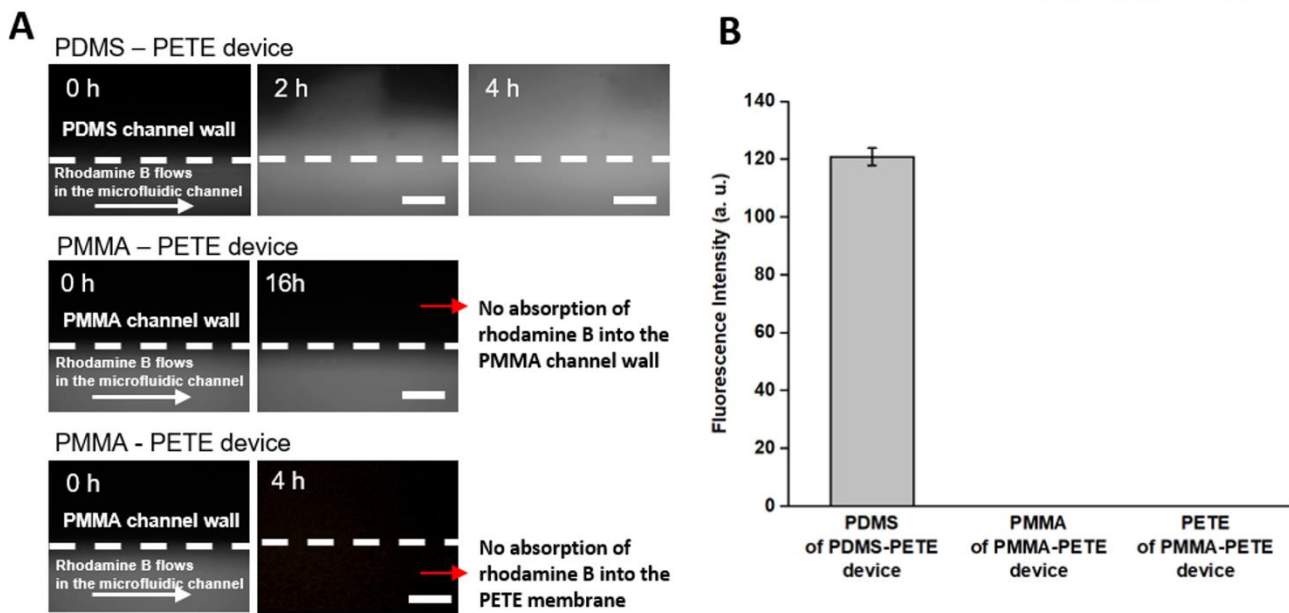 A
PDMS – PETE device
0 h
PDMS channel wall
Rhodamine B flows
in the microfluidic channel
2 h
4 h
PMMA – PETE device
0 h
PMMA channel wall
Rhodamine B flows
in the microfluidic channel
16h
No absorption of
rhodamine B into the
PMMA channel wall
PMMA - PETE device
0 h
PMMA channel wall
Rhodamine B flows
in the microfluidic channel
4 h
No absorption of
rhodamine B into the
PETE membrane
B
Fluorescence Intensity (a. u.)
140
120
100
80
60
40
20
0
PDMS
of PDMS-PETE
device
PMMA
of PMMA-PETE
device
PETE
of PMMA-PETE
device